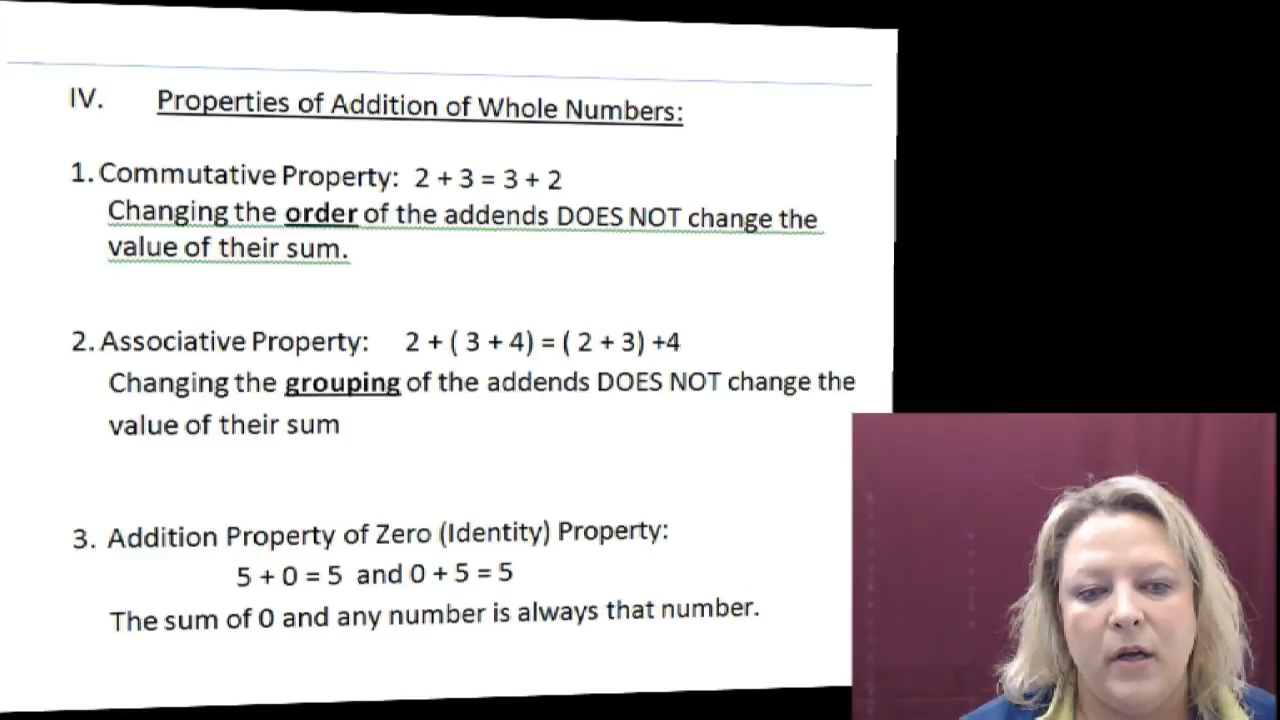 IV. Properties of Addition of Whole Numbers:
1. Commutative Property: 2 + 3 = 3 + 2
Changing the order of the addends DOES NOT change the
value of their sum.
2. Associative Property: 2 + ( 3 + 4) = ( 2 + 3) +4
Changing the grouping of the addends DOES NOT change the
value of their sum
3. Addition Property of Zero (Identity) Property:
5 + 0 = 5 and 0 + 5 = 5
The sum of 0 and any number is always that number.